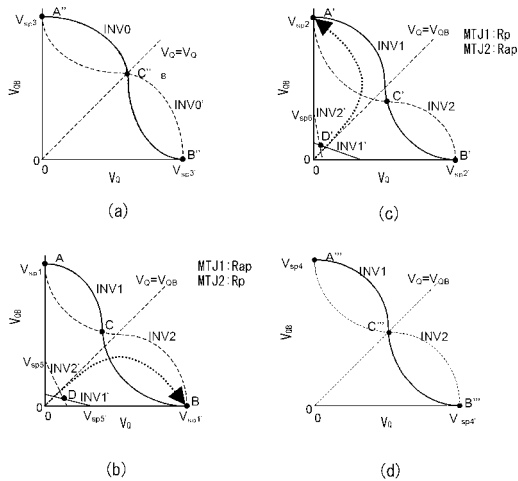 A''
V_sp3
INV0
V_Q=V_Q
C''
B
V_QB
INV0'
B''
0
0
V_sp3'
V_Q
(a)
A'
V_sp2
INV1
V_Q=V_QB
MTJ1:Rp
MTJ2:Rap
V_QB
C'
V_sp6
INV2'
INV2
D'
INV1'
B'
0
0
V_sp2'
V_Q
(c)
A
V_sp1
INV1
V_Q=V_QB
MTJ1:Rap
MTJ2:Rp
C
V_QB
INV2
V_sp5
INV2'
D
INV1'
B
0
0
V_sp5'
V_sp1'
V_Q
(b)
A'''
V_sp4
INV1
V_Q=V_QB
C'''
V_QB
INV2
B'''
0
0
V_sp4'
V_Q
(d)